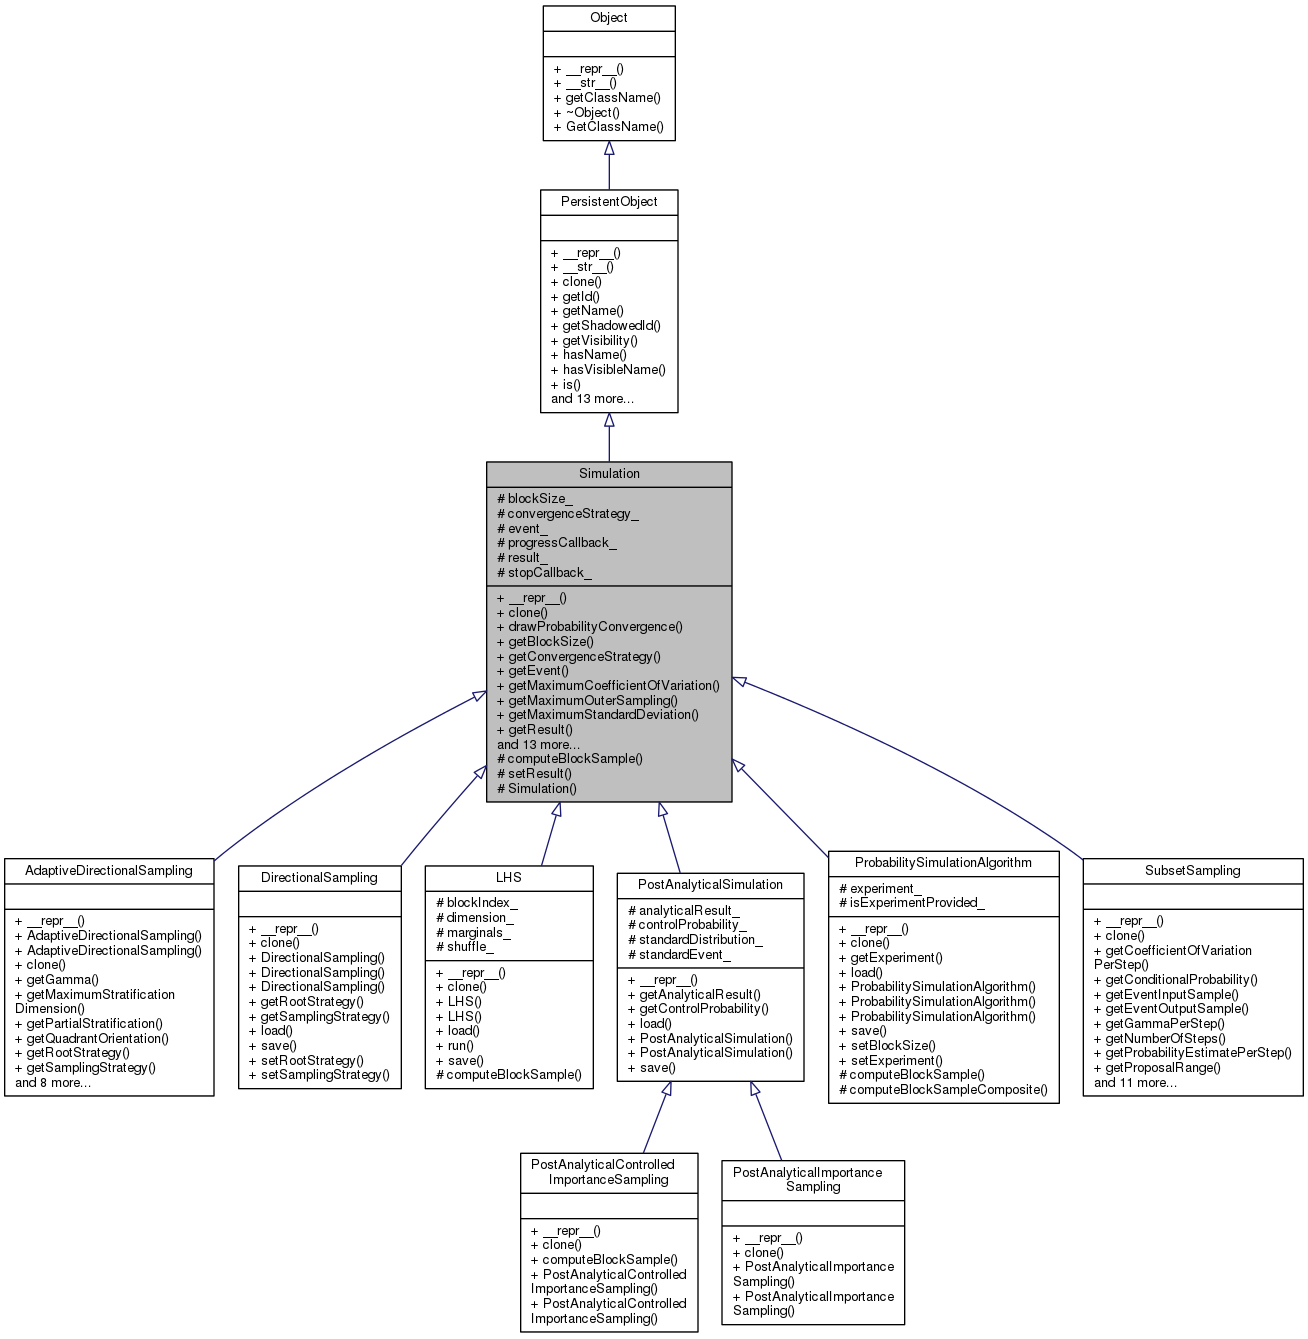 Object
+ __repr__()
+ __str__()
+ getClassName()
+ ~Object()
+ GetClassName()
PersistentObject
+ __repr__()
+ __str__()
+ clone()
+ getId()
+ getName()
+ getShadowedId()
+ getVisibility()
+ hasName()
+ hasVisibleName()
+ is()
and 13 more...
Simulation
# blockSize_
# convergenceStrategy_
# event_
# progressCallback_
# result_
# stopCallback_
+ __repr__()
+ clone()
+ drawProbabilityConvergence()
+ getBlockSize()
+ getConvergenceStrategy()
+ getEvent()
+ getMaximumCoefficientOfVariation()
+ getMaximumOuterSampling()
+ getMaximumStandardDeviation()
+ getResult()
and 13 more...
# computeBlockSample()
# setResult()
# Simulation()
AdaptiveDirectionalSampling
+ __repr__()
+ AdaptiveDirectionalSampling()
+ AdaptiveDirectionalSampling()
+ clone()
+ getGamma()
+ getMaximumStratification
Dimension()
+ getPartialStratification()
+ getQuadrantOrientation()
+ getRootStrategy()
+ getSamplingStrategy()
and 8 more...
DirectionalSampling
+ __repr__()
+ clone()
+ DirectionalSampling()
+ DirectionalSampling()
+ DirectionalSampling()
+ getRootStrategy()
+ getSamplingStrategy()
+ load()
+ save()
+ setRootStrategy()
+ setSamplingStrategy()
LHS
# blockIndex_
# dimension_
# marginals_
# shuffle_
+ __repr__()
+ clone()
+ LHS()
+ LHS()
+ load()
+ run()
+ save()
# computeBlockSample()
PostAnalyticalSimulation
# analyticalResult_
# controlProbability_
# standardDistribution_
# standardEvent_
+ __repr__()
+ getAnalyticalResult()
+ getControlProbability()
+ load()
+ PostAnalyticalSimulation()
+ PostAnalyticalSimulation()
+ save()
ProbabilitySimulationAlgorithm
# experiment_
# isExperimentProvided_
+ __repr__()
+ clone()
+ getExperiment()
+ load()
+ ProbabilitySimulationAlgorithm()
+ ProbabilitySimulationAlgorithm()
+ ProbabilitySimulationAlgorithm()
+ save()
+ setBlockSize()
+ setExperiment()
# computeBlockSample()
# computeBlockSampleComposite()
SubsetSampling
+ __repr__()
+ clone()
+ getCoefficientOfVariation
PerStep()
+ getConditionalProbability()
+ getEventInputSample()
+ getEventOutputSample()
+ getGammaPerStep()
+ getNumberOfSteps()
+ getProbabilityEstimatePerStep()
+ getProposalRange()
and 11 more...
PostAnalyticalControlled
ImportanceSampling
+ __repr__()
+ clone()
+ computeBlockSample()
+ PostAnalyticalControlled
ImportanceSampling()
+ PostAnalyticalControlled
ImportanceSampling()
PostAnalyticalImportance
Sampling
+ __repr__()
+ clone()
+ PostAnalyticalImportance
Sampling()
+ PostAnalyticalImportance
Sampling()